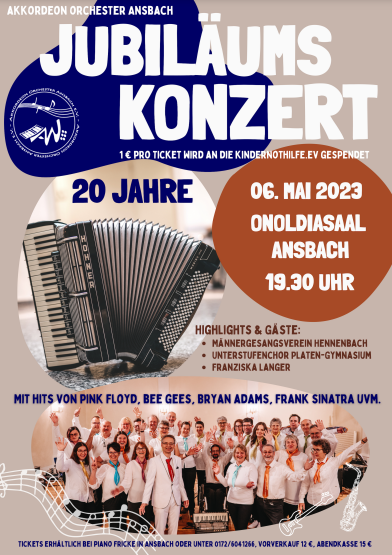 AKKORDEON ORCHESTER ANSBACH
JUBILÄUMS
KONZERT
1 € PRO TICKET WIRD AN DIE KINDERNOTHILFE.EV GESPENDET
20 JAHRE
HOHNER
06. MAI 2023
ONOLDIASAAL
ANSBACH
19.30 UHR
HIGHLIGHTS & GÄSTE:
• MÄNNERGESANGSVEREIN HENNENBACH
• UNTERSTUFENCHOR PLATEN-GYMNASIUM
• FRANZISKA LANGER
MIT HITS VON PINK FLOYD, BEE GEES, BRYAN ADAMS, FRANK SINATRA UVM.
TICKETS ERHÄLTLICH BEI PIANO FRICKE IN ANSBACH ODER UNTER 0172/6041266, VORVERKAUF 12 €, ABENDKASSE 15 €